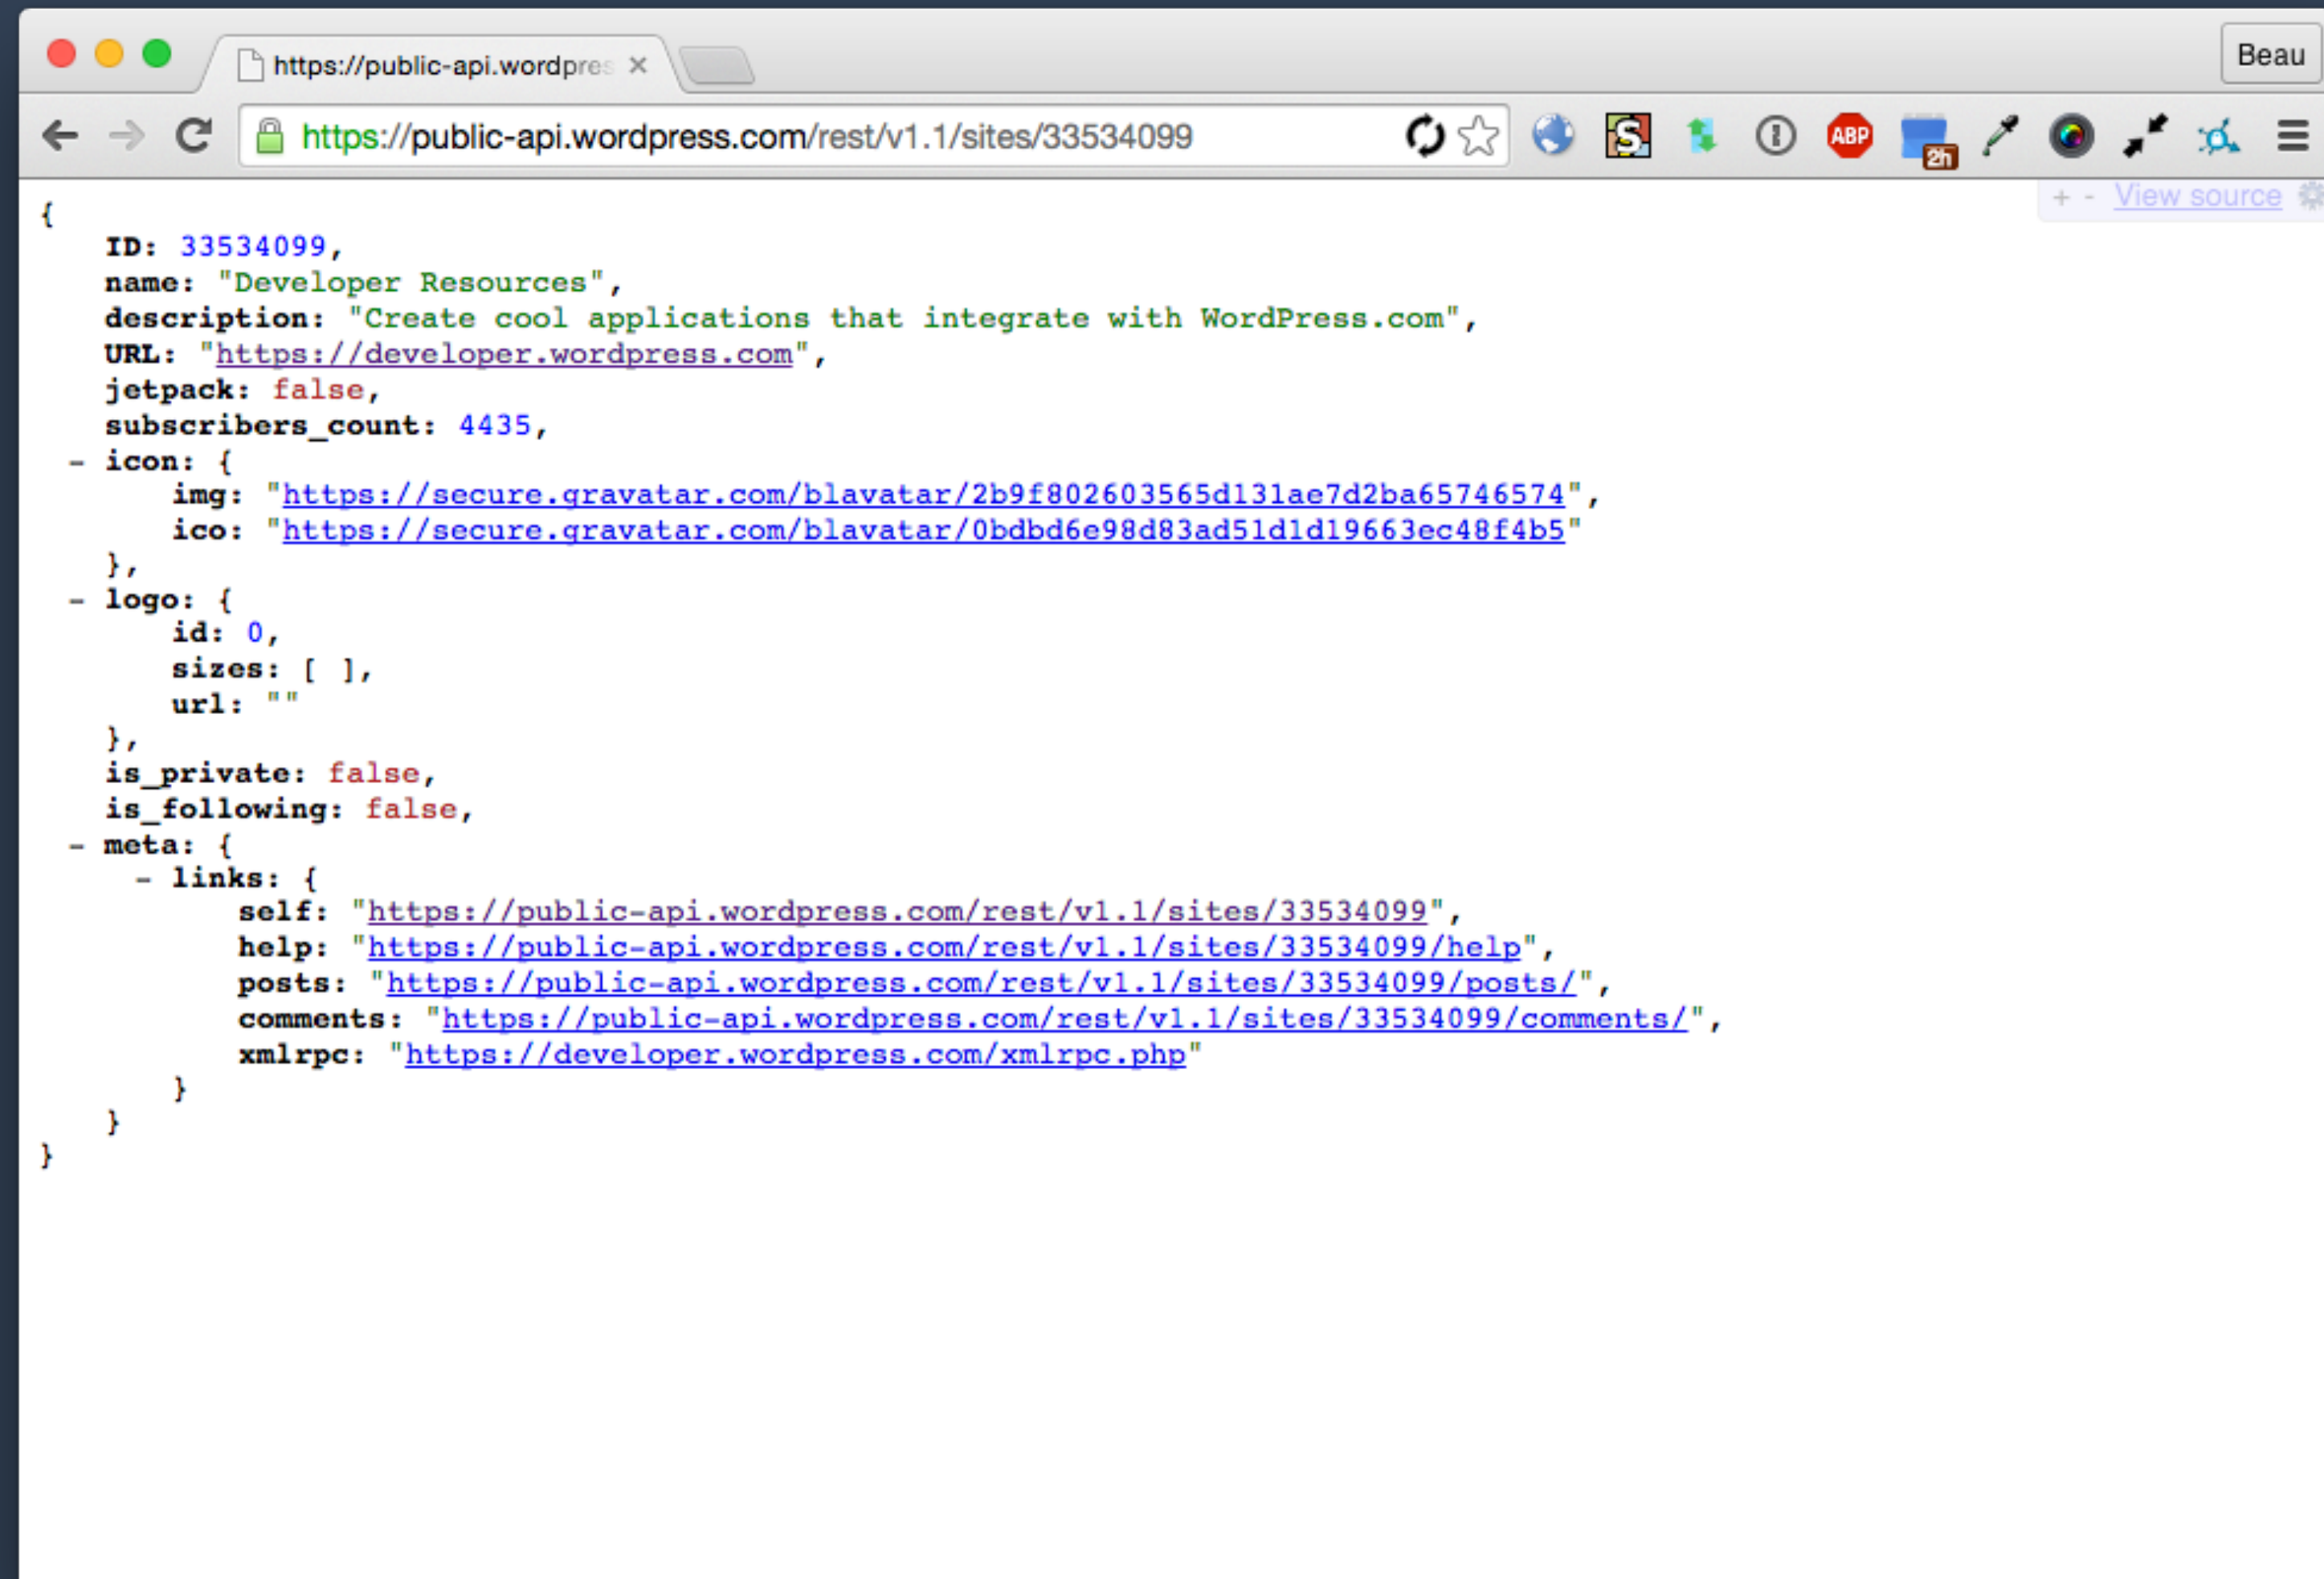 https://public-api.wordpres
Beau
https://public-api.wordpress.com/rest/v1.1/sites/33534099
S
ABP
2h
+ - View source
{
ID: 33534099,
name: "Developer Resources",
description: "Create cool applications that integrate with WordPress.com",
URL: "https://developer.wordpress.com",
jetpack: false,
subscribers_count: 4435,
- icon: {
img: "https://secure.gravatar.com/blavatar/2b9f802603565d131ae7d2ba65746574",
ico: "https://secure.gravatar.com/blavatar/0bdbd6e98d83ad51d1d19663ec48f4b5"
},
- logo: {
id: 0,
sizes: [ ],
url: ""
},
is_private: false,
is_following: false,
- meta: {
- links: {
self: "https://public-api.wordpress.com/rest/v1.1/sites/33534099",
help: "https://public-api.wordpress.com/rest/v1.1/sites/33534099/help",
posts: "https://public-api.wordpress.com/rest/v1.1/sites/33534099/posts/",
comments: "https://public-api.wordpress.com/rest/v1.1/sites/33534099/comments/",
xmlrpc: "https://developer.wordpress.com/xmlrpc.php"
}
}
}